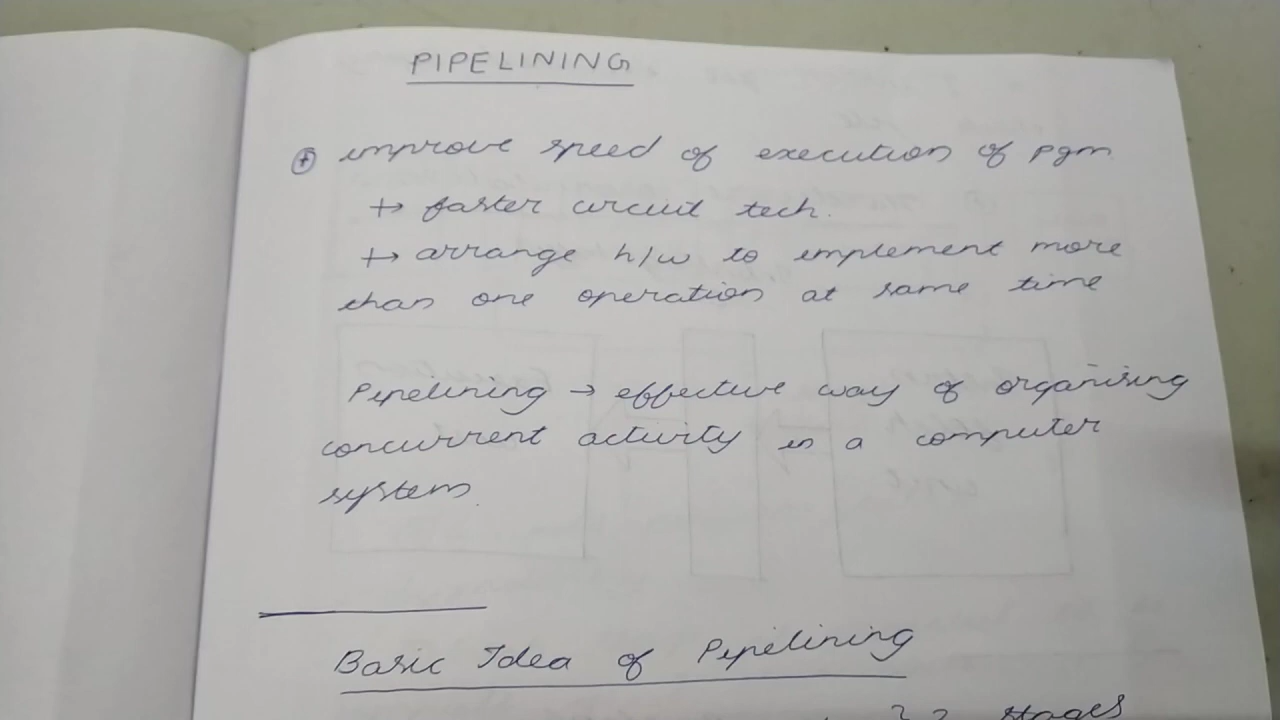 PIPELINING
improve speed of execution of pgm
↦ faster circuit tech.
↦ arrange h/w to implement more
than one operation at same time
Pipelining → effective way of organising
concurrent activity in a computer
system.
Basic Idea of Pipelining
stages